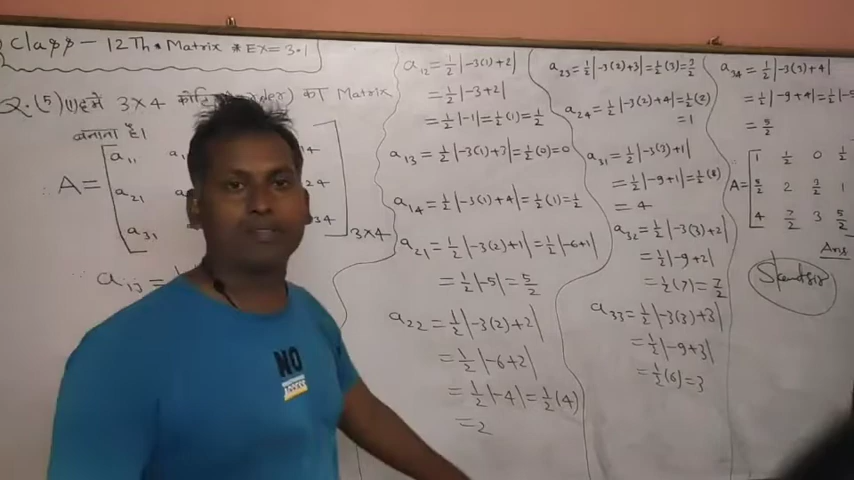 Class - 12Th * Matrix * EX = 3.1
Q. (5) (i) हमें 3×4 का Matrix
बनाना है।
A = [a₁₁ a₁ 14
a₂₁ 24
a₃₁ 34]₃ₓ₄
∴ aᵢⱼ =
a₁₂ = ½|-3(1)+2|
= ½|-3+2|
= ½|-1| = ½(1) = ½
a₁₃ = ½|-3(1)+3| = ½(0) = 0
a₁₄ = ½|-3(1)+4| = ½(1) = ½
a₂₁ = ½|-3(2)+1| = ½|-6+1|
= ½|-5| = 5/2
a₂₂ = ½|-3(2)+2|
= ½|-6+2|
= ½|-4| = ½(4)
= 2
a₂₃ = ½|-3(2)+3| = ½(3) = 3/2
a₂₄ = ½|-3(2)+4| = ½(2)
= 1
a₃₁ = ½|-3(3)+1|
= ½|-9+1| = ½(8)
= 4
a₃₂ = ½|-3(3)+2|
= ½|-9+2|
= ½(7) = 7/2
a₃₃ = ½|-3(3)+3|
= ½|-9+3|
= ½(6) = 3
a₃₄ = ½|-3(3)+4|
= ½|-9+4| = ½|-5
= 5/2
A = [1 ½ 0 ½
5/2 2 3/2 1
4 7/2 3 5/2
Ans
NO